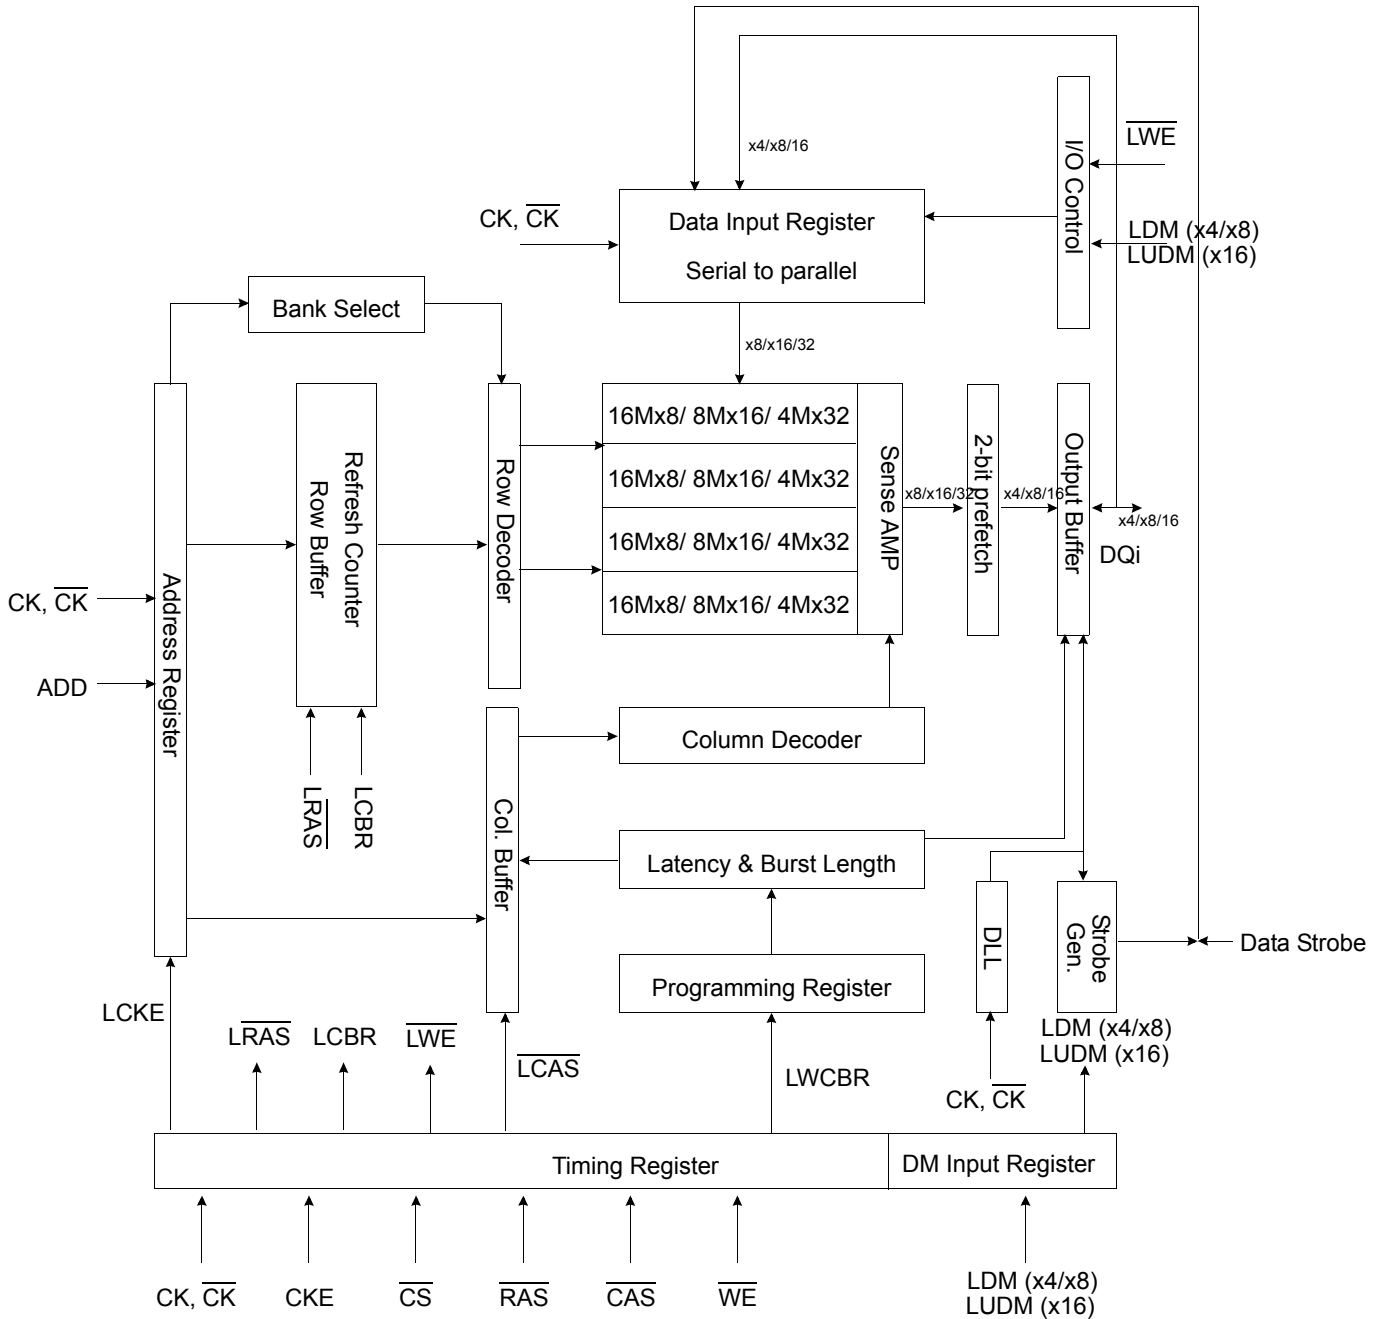 x4/x8/16
LWE
I/O Control
CK, CK
Data Input Register
Serial to parallel
LDM (x4/x8)
LUDM (x16)
Bank Select
x8/x16/32
16Mx8/ 8Mx16/ 4Mx32
16Mx8/ 8Mx16/ 4Mx32
16Mx8/ 8Mx16/ 4Mx32
16Mx8/ 8Mx16/ 4Mx32
Address Register
Refresh Counter
Row Buffer
Row Decoder
Sense AMP
x8/x16/32
2-bit prefetch
x4/x8/16
Output Buffer
x4/x8/16
DQi
CK, CK
ADD
LRAS
LCBR
Col. Buffer
Column Decoder
Latency & Burst Length
Programming Register
DLL
Strobe
Gen.
Data Strobe
LCKE
LRAS
LCBR
LWE
LCAS
LWCBR
CK, CK
LDM (x4/x8)
LUDM (x16)
Timing Register
DM Input Register
CK, CK
CKE
CS
RAS
CAS
WE
LDM (x4/x8)
LUDM (x16)